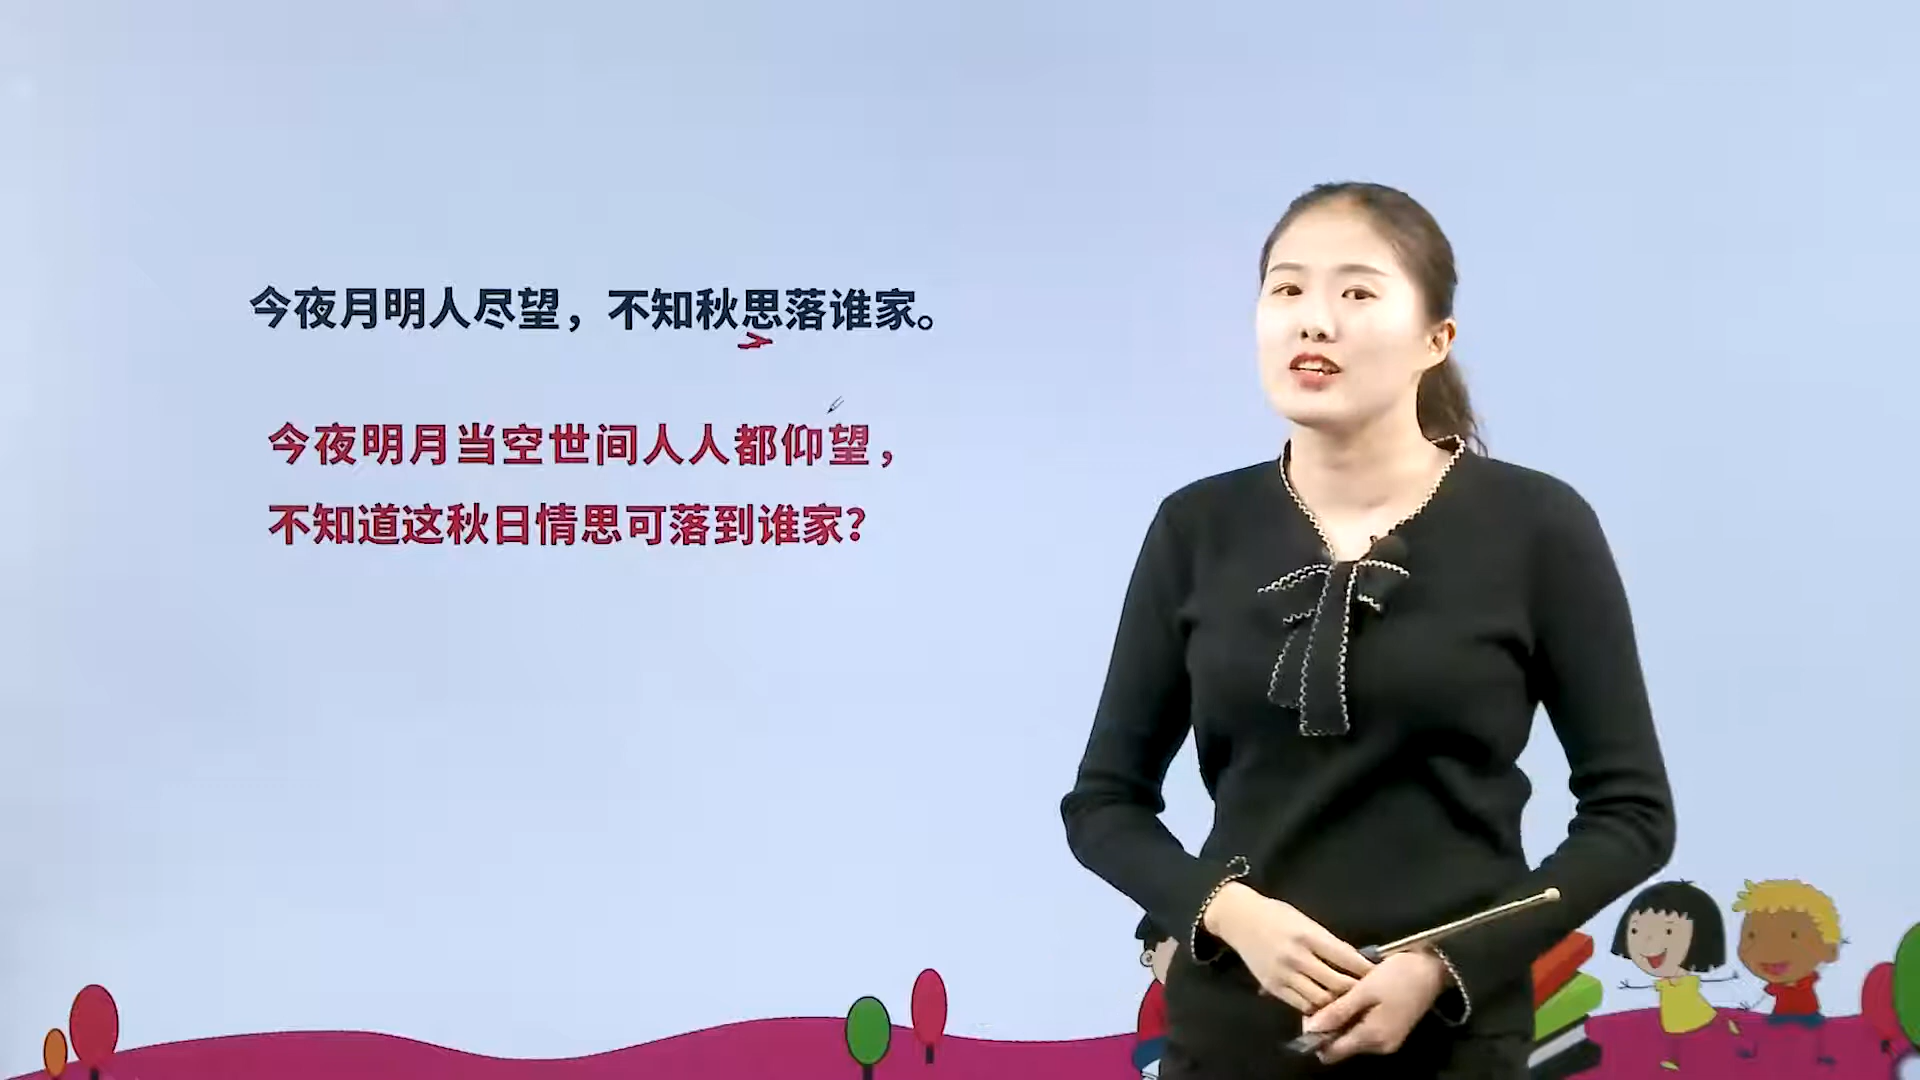 今夜月明人尽望，不知秋思落谁家。
今夜明月当空世间人人都仰望，
不知道这秋日情思可落到谁家？